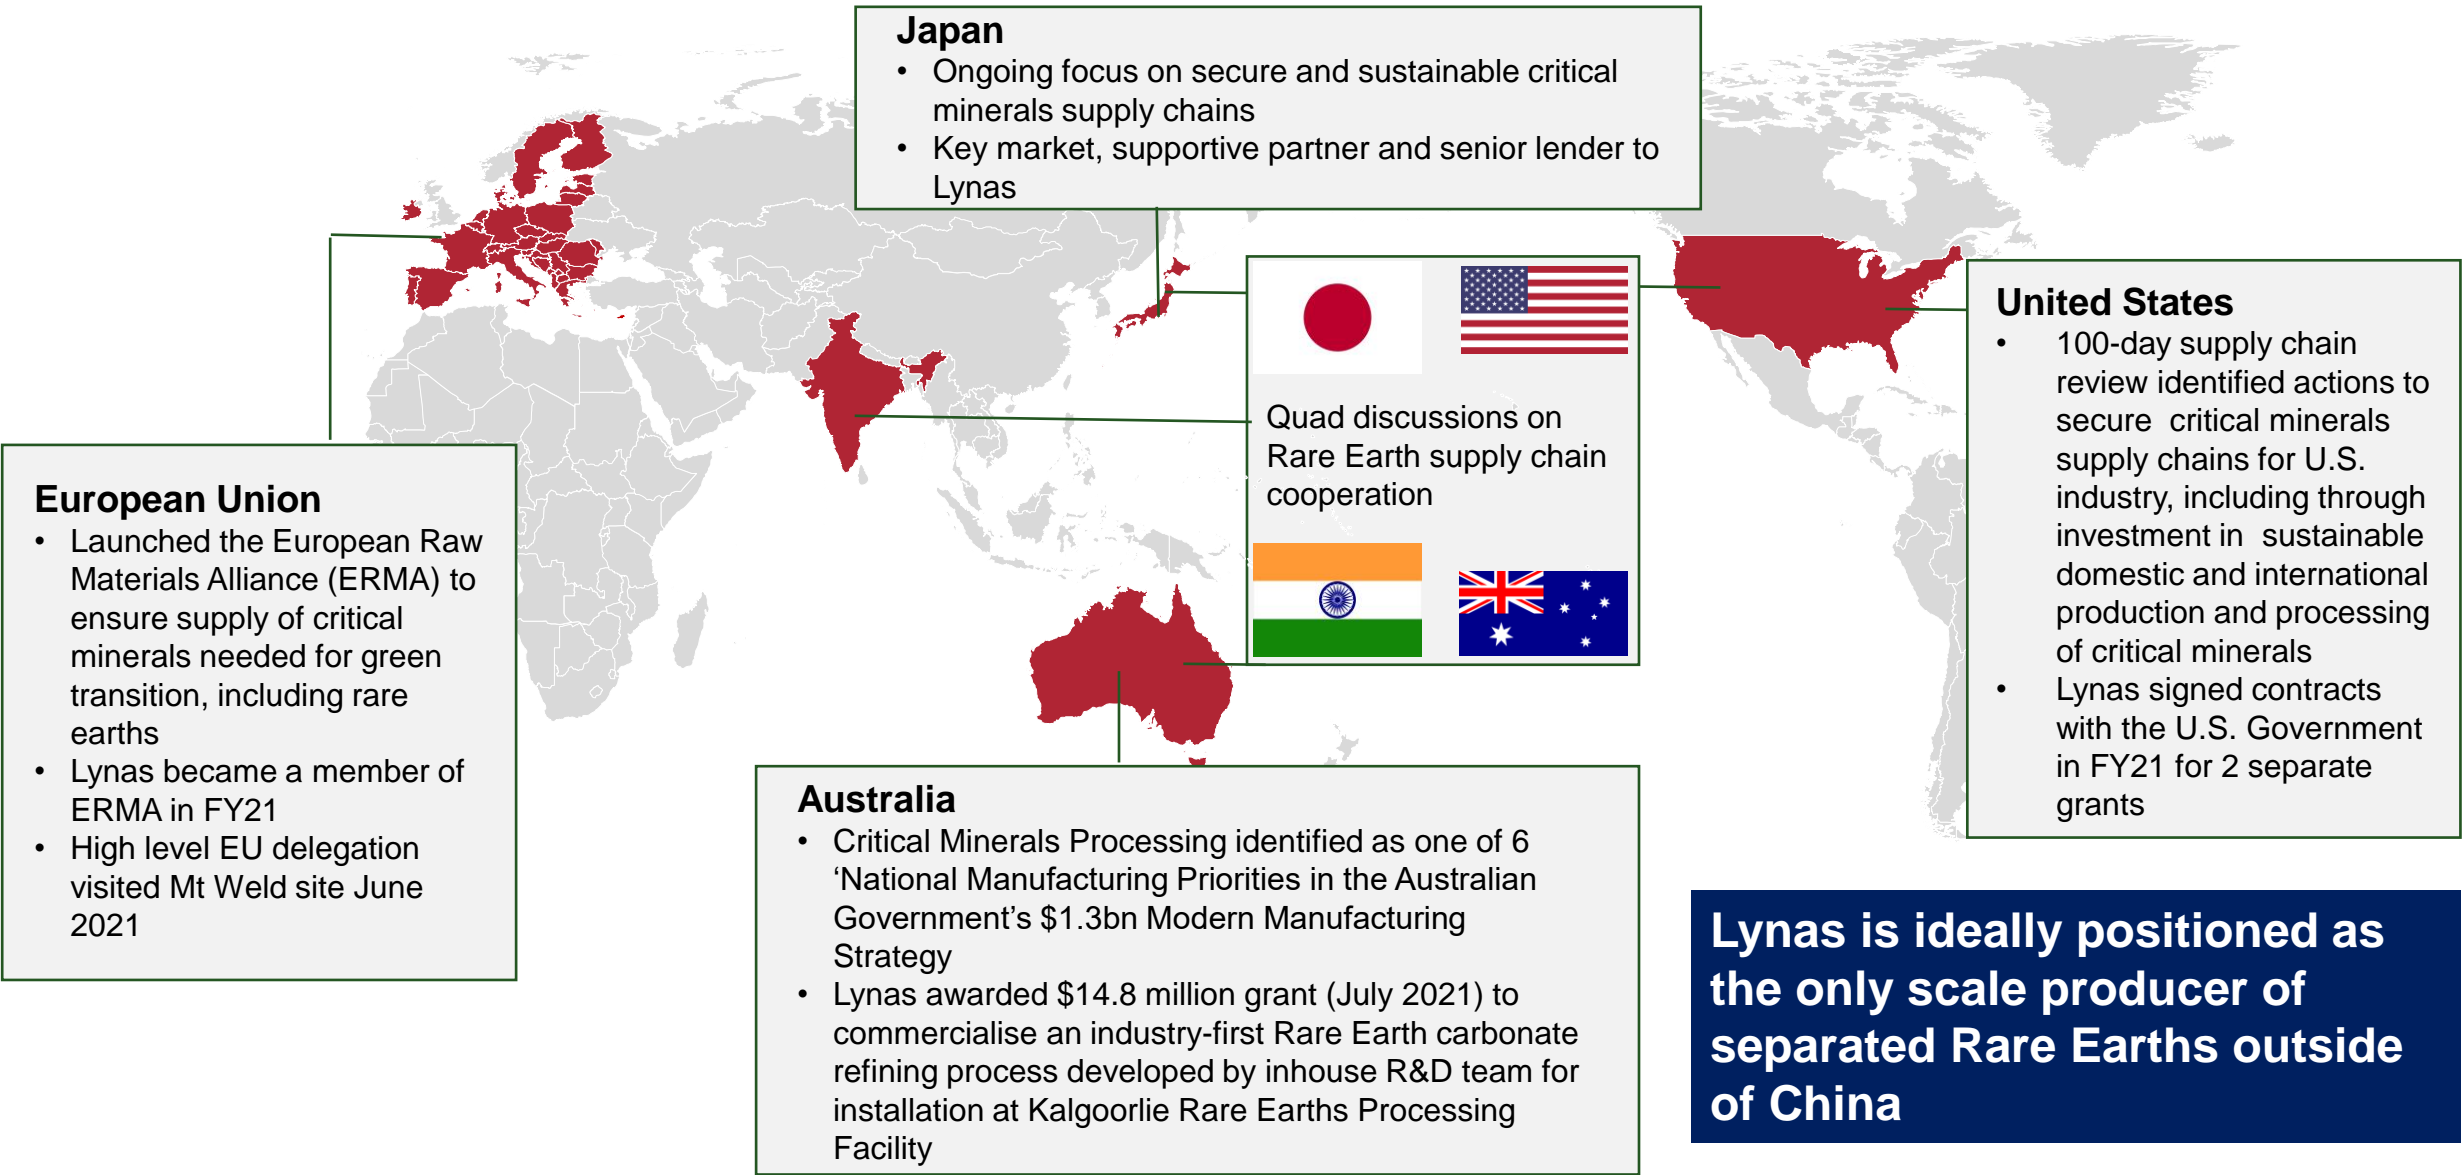 Japan
• Ongoing focus on secure and sustainable critical
minerals supply chains
• Key market, supportive partner and senior lender to
Lynas
Quad discussions on
Rare Earth supply chain
cooperation
United States
• 100-day supply chain
review identified actions to
secure critical minerals
supply chains for U.S.
industry, including through
investment in sustainable
domestic and international
production and processing
of critical minerals
• Lynas signed contracts
with the U.S. Government
in FY21 for 2 separate
grants
European Union
• Launched the European Raw
Materials Alliance (ERMA) to
ensure supply of critical
minerals needed for green
transition, including rare
earths
• Lynas became a member of
ERMA in FY21
• High level EU delegation
visited Mt Weld site June
2021
Australia
• Critical Minerals Processing identified as one of 6
‘National Manufacturing Priorities in the Australian
Government’s $1.3bn Modern Manufacturing
Strategy
• Lynas awarded $14.8 million grant (July 2021) to
commercialise an industry-first Rare Earth carbonate
refining process developed by inhouse R&D team for
installation at Kalgoorlie Rare Earths Processing
Facility
Lynas is ideally positioned as
the only scale producer of
separated Rare Earths outside
of China